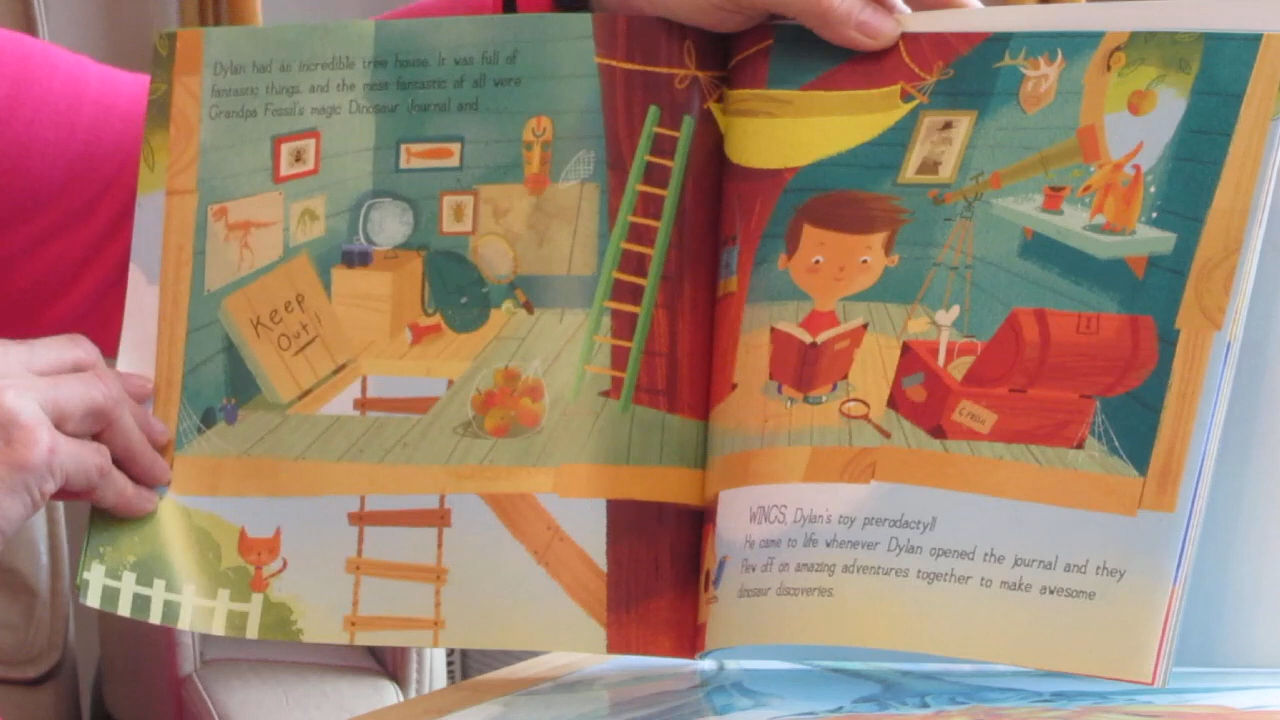 Dylan had an incredible tree house. It was full of
fantastic things, and the most fantastic of all were
Grandpa Fossil's magic Dinosaur Journal and . . .
Keep
Out!
G FOSSIL
WINGS, Dylan's toy pterodactyl!
He came to life whenever Dylan opened the journal and they
flew off on amazing adventures together to make awesome
dinosaur discoveries.